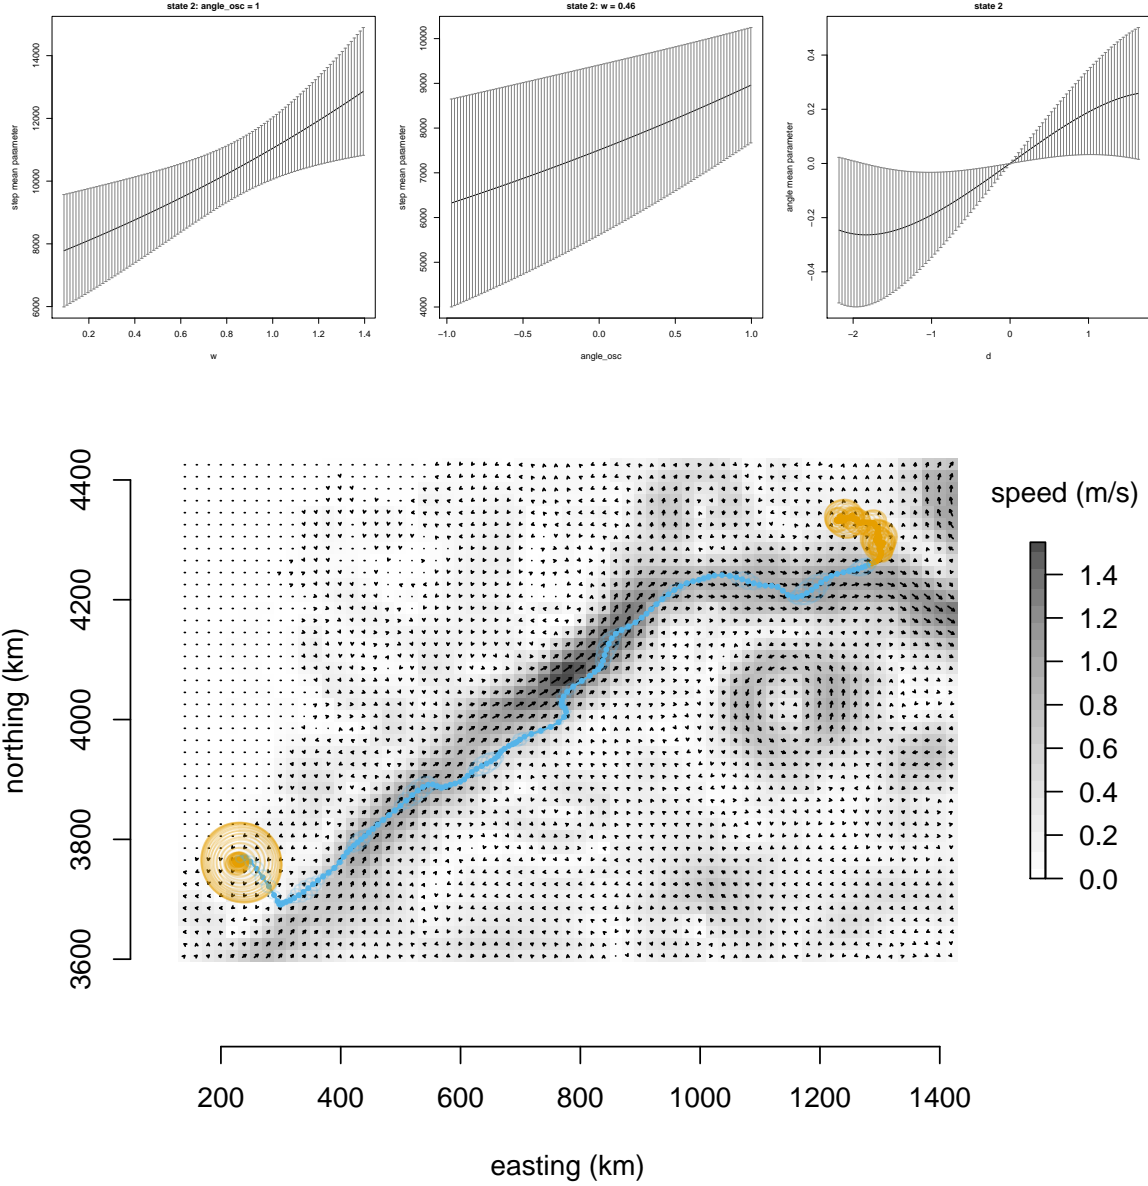 state 2: angle_osc = 1
step mean parameter
14000
12000
10000
8000
6000
0.2 0.4 0.6 0.8 1.0 1.2 1.4
w
state 2: w = 0.46
step mean parameter
10000
9000
8000
7000
6000
5000
4000
−1.0 −0.5 0.0 0.5 1.0
angle_osc
state 2
angle mean parameter
0.4
0.2
0.0
−0.2
−0.4
−2 −1 0 1
d
northing (km)
4400
4200
4000
3800
3600
200 400 600 800 1000 1200 1400
easting (km)
speed (m/s)
1.4
1.2
1.0
0.8
0.6
0.4
0.2
0.0